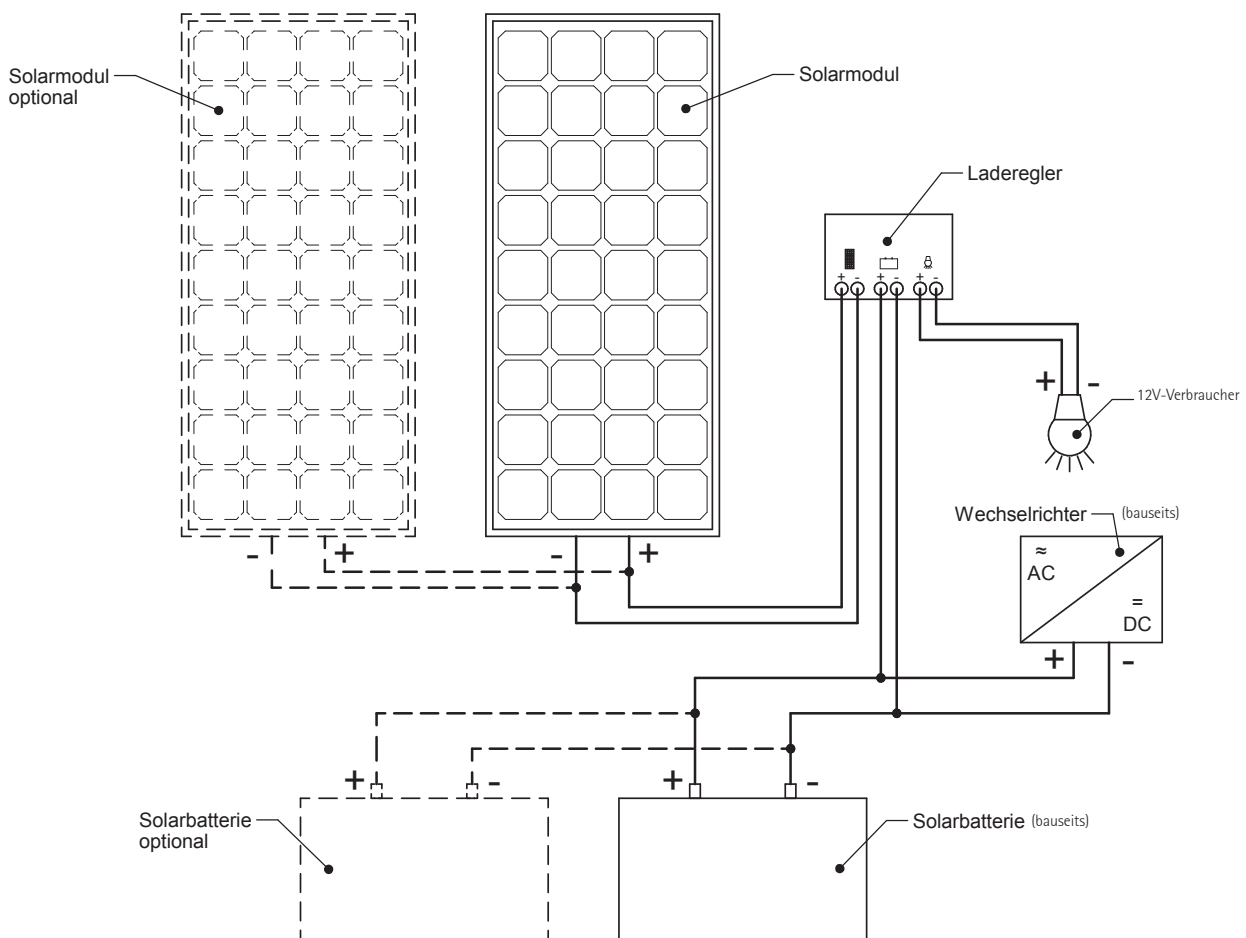 Solarmodul
optional
Solarmodul
Laderegler
+ - + - + -
+ -
12V-Verbraucher
Wechselrichter (bauseits)
≈
AC
=
DC
- +
- +
+ -
+ -
+ -
Solarbatterie
optional
Solarbatterie (bauseits)